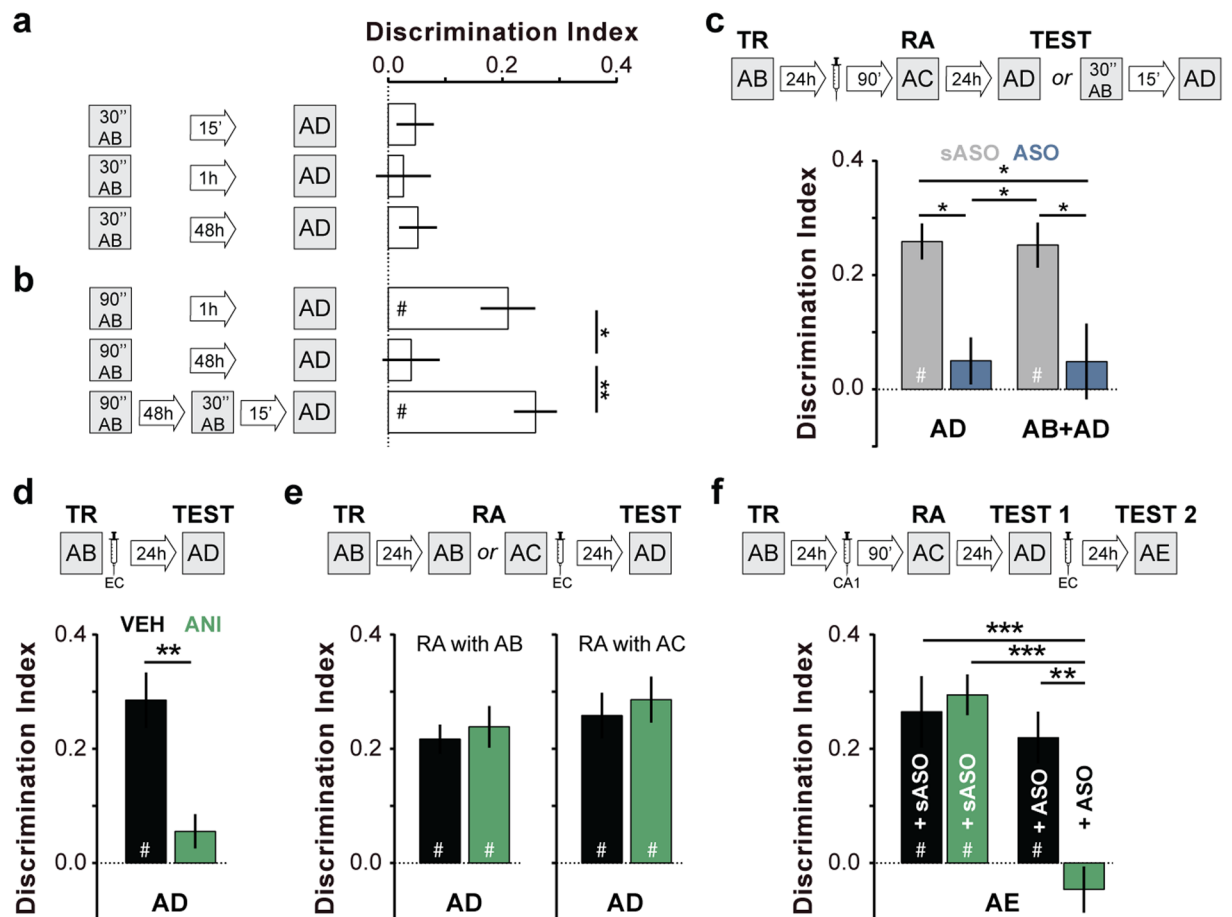 a
Discrimination Index
0.0 0.2 0.4
30’’ AB 15’ AD
30’’ AB 1h AD
30’’ AB 48h AD
b
90’’ AB 1h AD #
*
90’’ AB 48h AD
**
90’’ AB 48h 30’’ AB 15’ AD #
c
TR RA TEST
AB 24h 90’ AC 24h AD or 30’’ AB 15’ AD
sASO ASO
Discrimination Index
0.4
0.2
0.0
*
*
* *
# #
AD AB+AD
d
TR TEST
AB 24h AD
EC
VEH ANI
**
Discrimination Index
0.4
0.2
0.0
#
AD
e
TR RA TEST
AB 24h AB or AC 24h AD
EC
RA with AB RA with AC
Discrimination Index
0.4
0.2
0.0
# # # #
AD AD
f
TR RA TEST 1 TEST 2
AB 24h 90’ AC 24h AD 24h AE
CA1 EC
Discrimination Index
0.4
0.2
0.0
***
***
**
+ sASO + sASO + ASO + ASO
# # #
AE